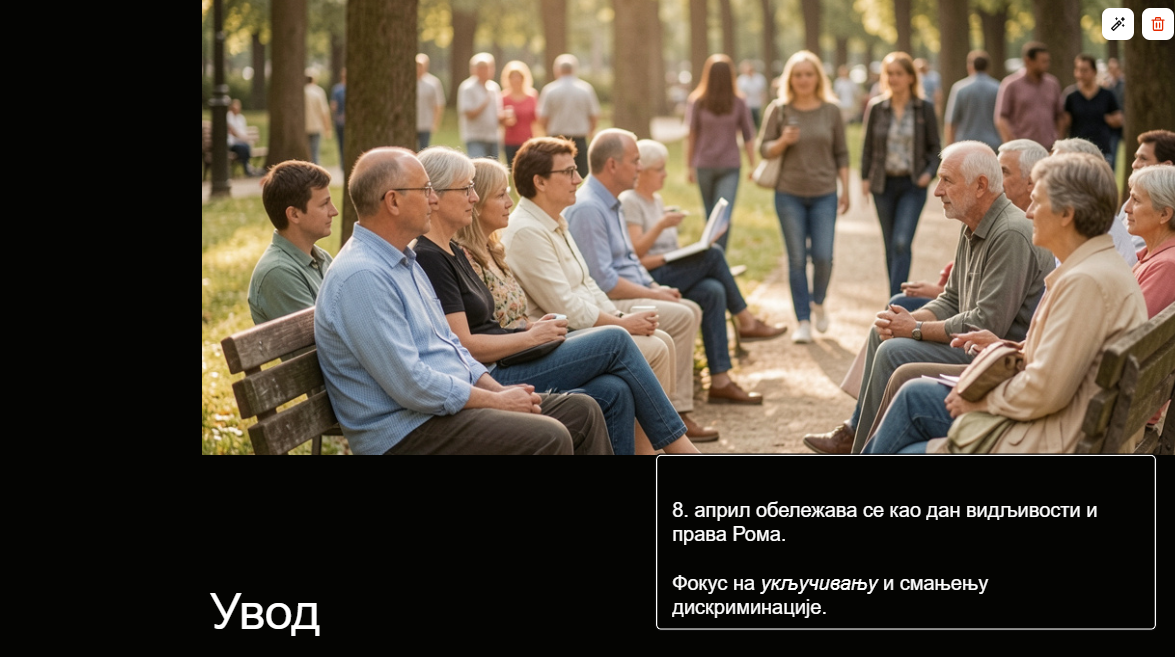 8. април обележава се као дан видљивости и
права Рома.
Фокус на укључивању и смањењу
дискриминације.
Увод